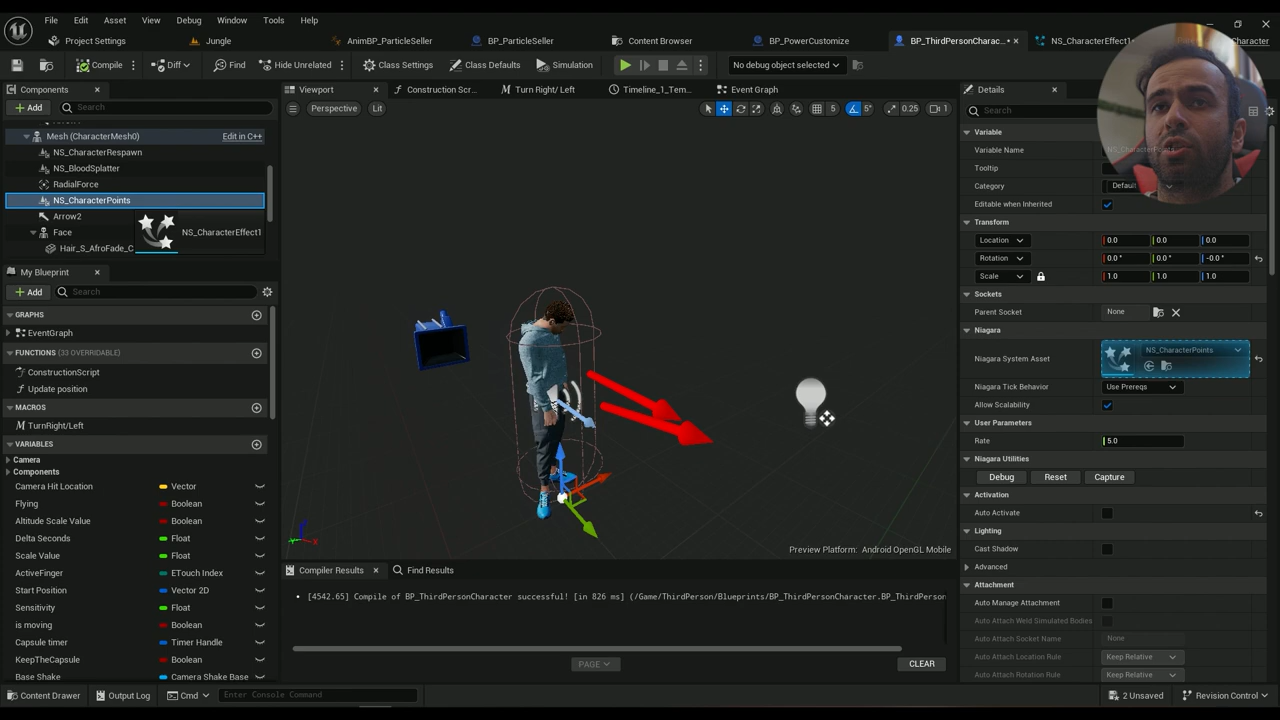 File Edit Asset View Debug Window Tools Help
Project Settings Jungle AnimBP_ParticleSeller BP_ParticleSeller Content Browser BP_PowerCustomize BP_ThirdPersonCharac...• NS_CharacterEffect1 Character
Compile Diff Find Hide Unrelated Class Settings Class Defaults Simulation No debug object selected
Components Viewport Construction Scr... Turn Right/ Left Timeline_1_Tem... Event Graph Details
Add Search Perspective Lit 5 5° 0.25 1 Search
Mesh (CharacterMesh0) Edit in C++
NS_CharacterRespawn
NS_BloodSplatter
RadialForce
NS_CharacterPoints
Arrow2
Face NS_CharacterEffect1
Hair_S_AfroFade_C
My Blueprint
Add Search
GRAPHS
EventGraph
FUNCTIONS (33 OVERRIDABLE)
ConstructionScript
Update position
MACROS
TurnRight/Left
VARIABLES
Camera
Components
Camera Hit Location Vector
Flying Boolean
Altitude Scale Value Boolean
Delta Seconds Float
Scale Value Float
ActiveFinger ETouch Index
Start Position Vector 2D
Sensitivity Float
is moving Boolean
Capsule timer Timer Handle
KeepTheCapsule Boolean
Base Shake Camera Shake Base
Preview Platform: Android OpenGL Mobile
Compiler Results Find Results
[4542.65] Compile of BP_ThirdPersonCharacter successful! [in 826 ms] (/Game/ThirdPerson/Blueprints/BP_ThirdPersonCharacter.BP_ThirdPerson
PAGE CLEAR
Variable
Variable Name NS_CharacterPoints
Tooltip
Category Default
Editable when Inherited
Transform
Location 0.0 0.0 0.0
Rotation 0.0 ° 0.0 ° -0.0 °
Scale 1.0 1.0 1.0
Sockets
Parent Socket None
Niagara
Niagara System Asset NS_CharacterPoints
Niagara Tick Behavior Use Prereqs
Allow Scalability
User Parameters
Rate 5.0
Niagara Utilities
Debug Reset Capture
Activation
Auto Activate
Lighting
Cast Shadow
Advanced
Attachment
Auto Manage Attachment
Auto Attach Weld Simulated Bodies
Auto Attach Socket Name None
Auto Attach Location Rule Keep Relative
Auto Attach Rotation Rule Keep Relative
Content Drawer Output Log Cmd Enter Console Command 2 Unsaved Revision Control